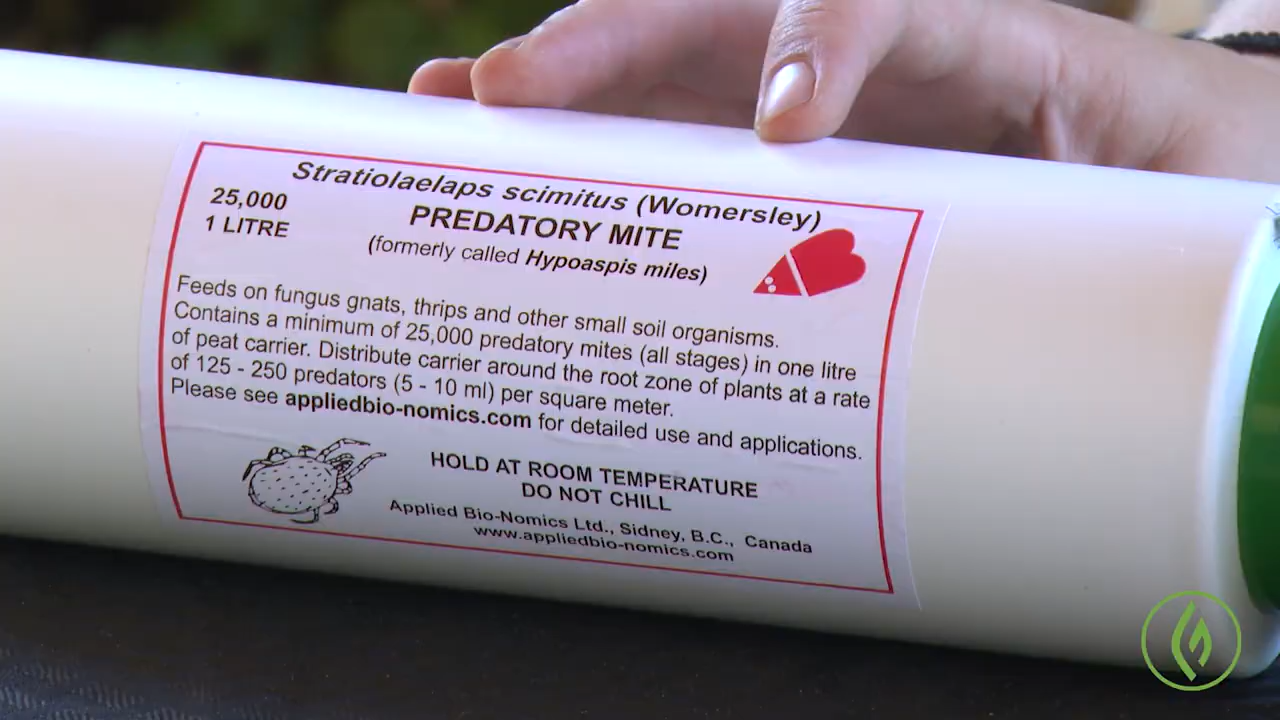 Stratiolaelaps scimitus (Womersley)
25,000
1 LITRE
PREDATORY MITE
(formerly called Hypoaspis miles)
Feeds on fungus gnats, thrips and other small soil organisms.
Contains a minimum of 25,000 predatory mites (all stages) in one litre
of peat carrier. Distribute carrier around the root zone of plants at a rate
of 125 - 250 predators (5 - 10 ml) per square meter.
Please see appliedbio-nomics.com for detailed use and applications.
HOLD AT ROOM TEMPERATURE
DO NOT CHILL
Applied Bio-Nomics Ltd., Sidney, B.C., Canada
www.appliedbio-nomics.com